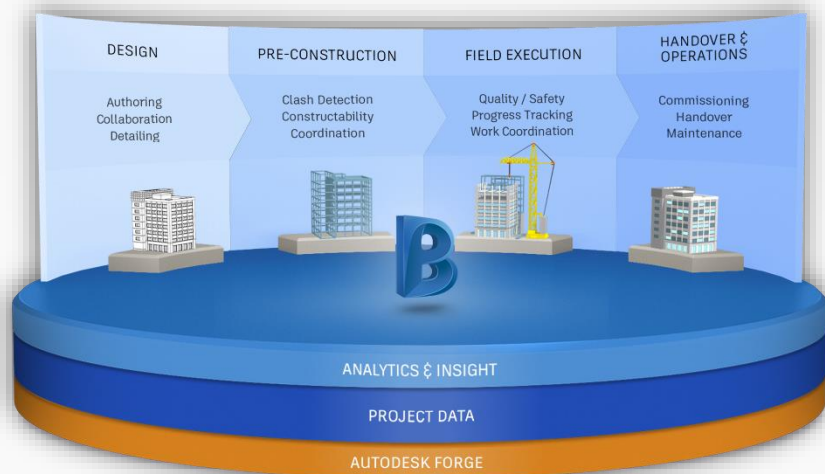 DESIGN
Authoring
Collaboration
Detailing
PRE-CONSTRUCTION
Clash Detection
Constructability
Coordination
FIELD EXECUTION
Quality / Safety
Progress Tracking
Work Coordination
HANDOVER &
OPERATIONS
Commissioning
Handover
Maintenance
B
ANALYTICS & INSIGHT
PROJECT DATA
AUTODESK FORGE